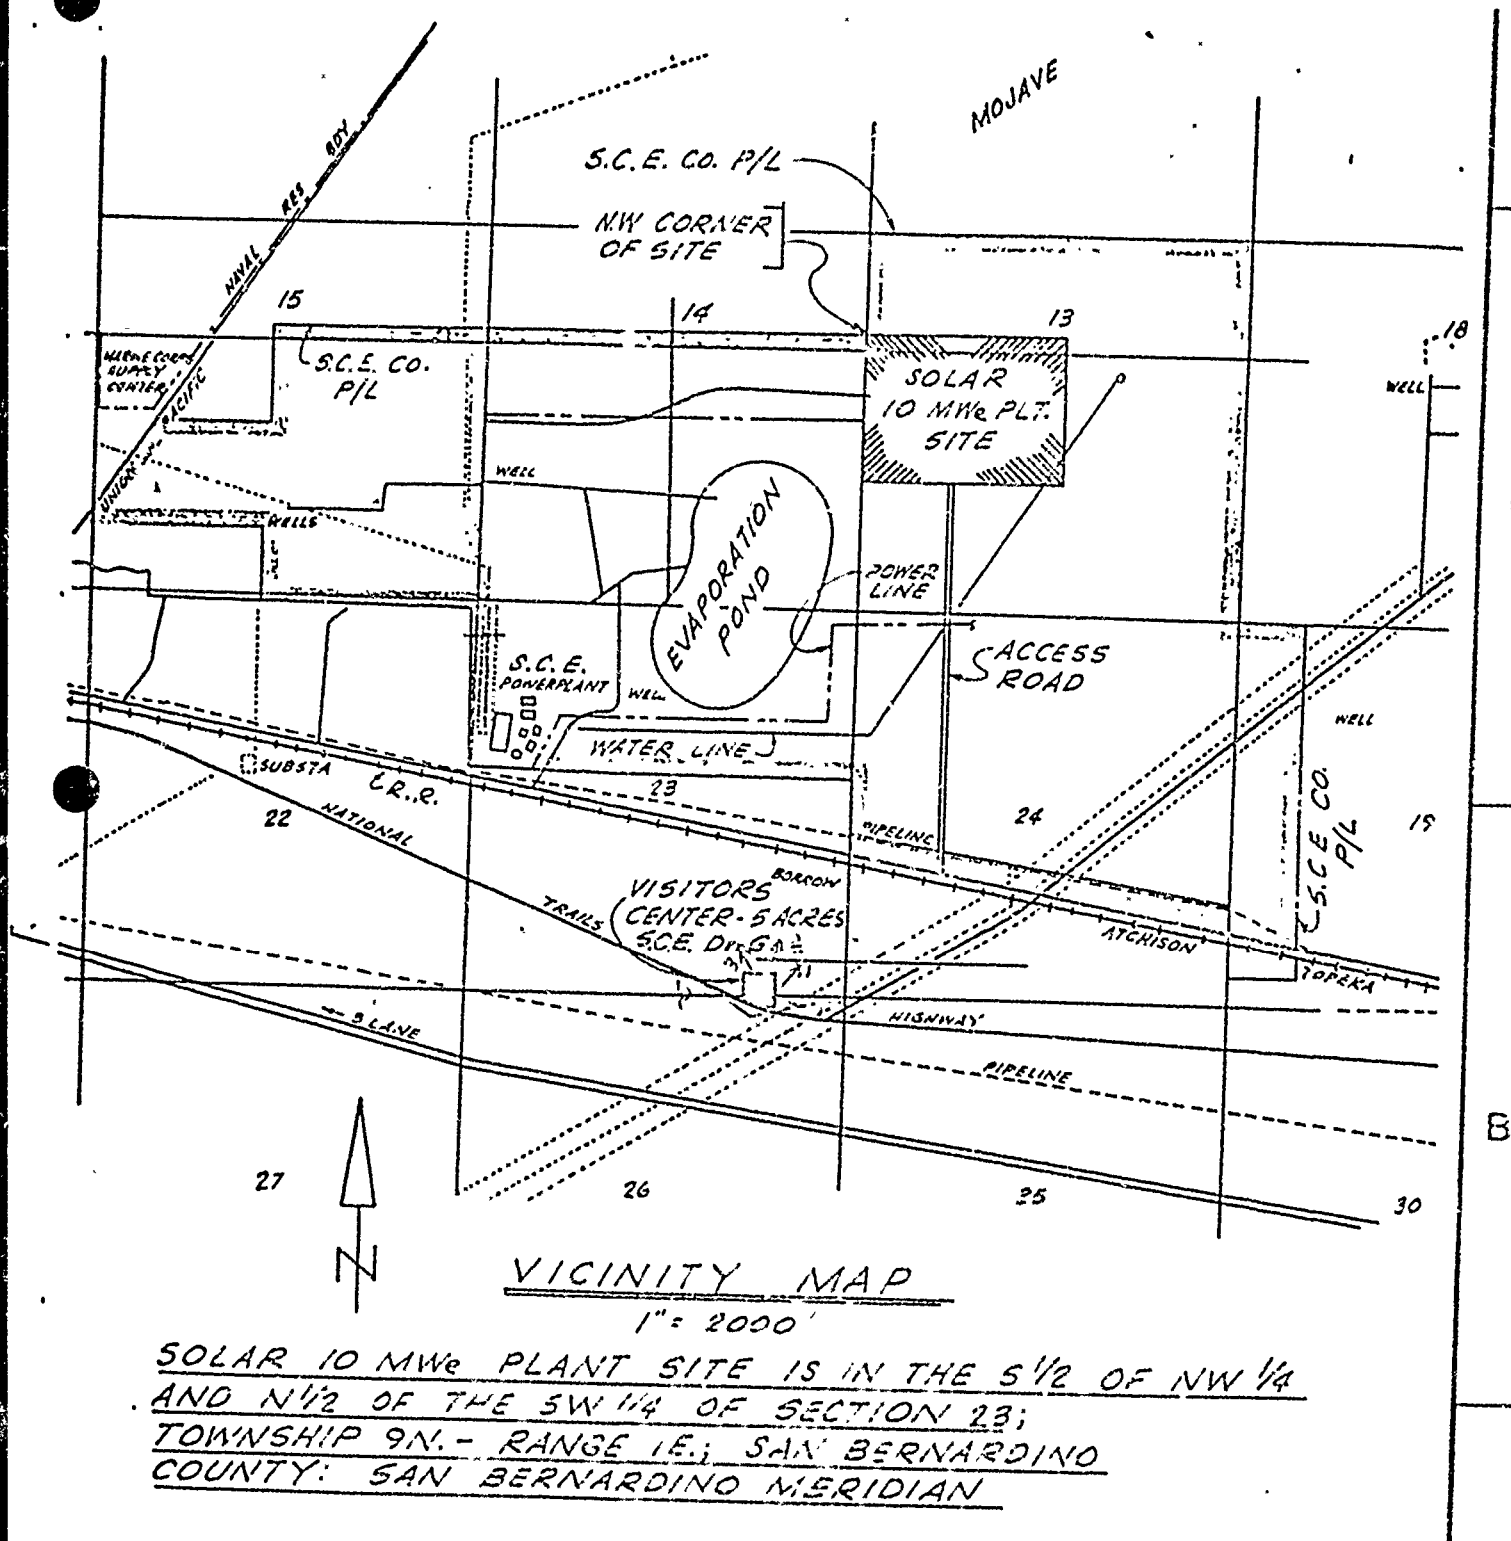 MOJAVE
S.C.E. CO. P/L
N.W CORNER
OF SITE
NAVAL RES BDY
15
14
13
18
MARINE CORPS
SUPPLY
CENTER
S.C.E. CO.
P/L
SOLAR
10 MWe PLT.
SITE
WELL
PACIFIC
UNION
WELL
WELLS
EVAPORATION
POND
POWER
LINE
S.C.E.
POWERPLANT
WELL
ACCESS
ROAD
WELL
WATER LINE
SUBSTA
℄ R.R.
23
22
NATIONAL
PIPELINE
24
S.C.E CO.
P/L
19
BORROW
VISITORS
CENTER - 5 ACRES
S.C.E.
TRAILS
ATCHISON
TOPEKA
LANE
HIGHWAY
PIPELINE
B
27
26
25
30
N
VICINITY MAP
1" = 2000'
SOLAR 10 MWe PLANT SITE IS IN THE S 1/2 OF NW 1/4
AND N 1/2 OF THE SW 1/4 OF SECTION 23;
TOWNSHIP 9N. - RANGE 1E.; SAN BERNARDINO
COUNTY: SAN BERNARDINO MERIDIAN